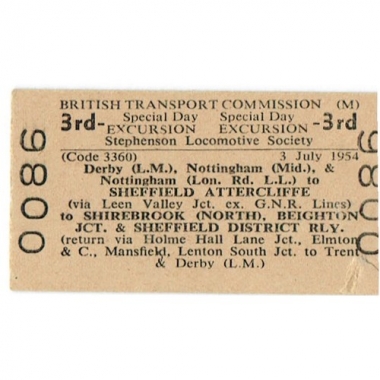 BRITISH TRANSPORT COMMISSION (M)
3rd- Special Day Special Day -3rd
EXCURSION EXCURSION
Stephenson Locomotive Society
(Code 3360) 3 July 1954
Derby (L.M.), Nottingham (Mid.), &
Nottingham (Lon. Rd. L.L.) to
SHEFFIELD ATTERCLIFFE
(via Leen Valley Jct. ex. G.N.R. Lines)
to SHIREBROOK (NORTH), BEIGHTON
JCT. & SHEFFIELD DISTRICT RLY.
(return via Holme Hall Lane Jct., Elmton
& C., Mansfield, Lenton South Jct. to Trent
& Derby (L.M.)
0086
0086